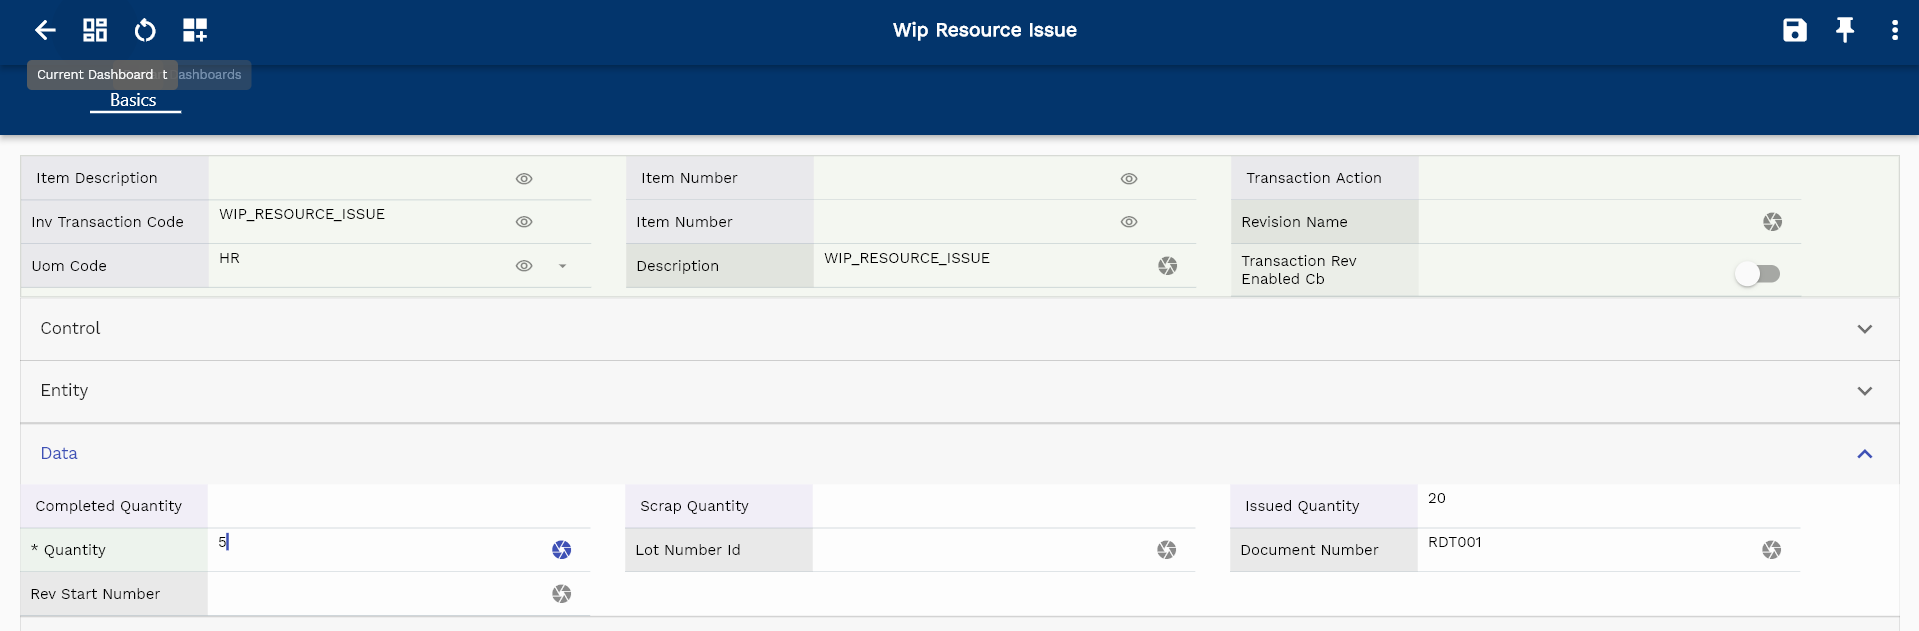 Wip Resource Issue
Current Dashboard t ashboards
Basics
Item Description
Item Number
Transaction Action
Inv Transaction Code WIP_RESOURCE_ISSUE
Item Number
Revision Name
Uom Code HR
Description WIP_RESOURCE_ISSUE
Transaction Rev
Enabled Cb
Control
Entity
Data
Completed Quantity
Scrap Quantity
Issued Quantity 20
* Quantity 5
Lot Number Id
Document Number RDT001
Rev Start Number